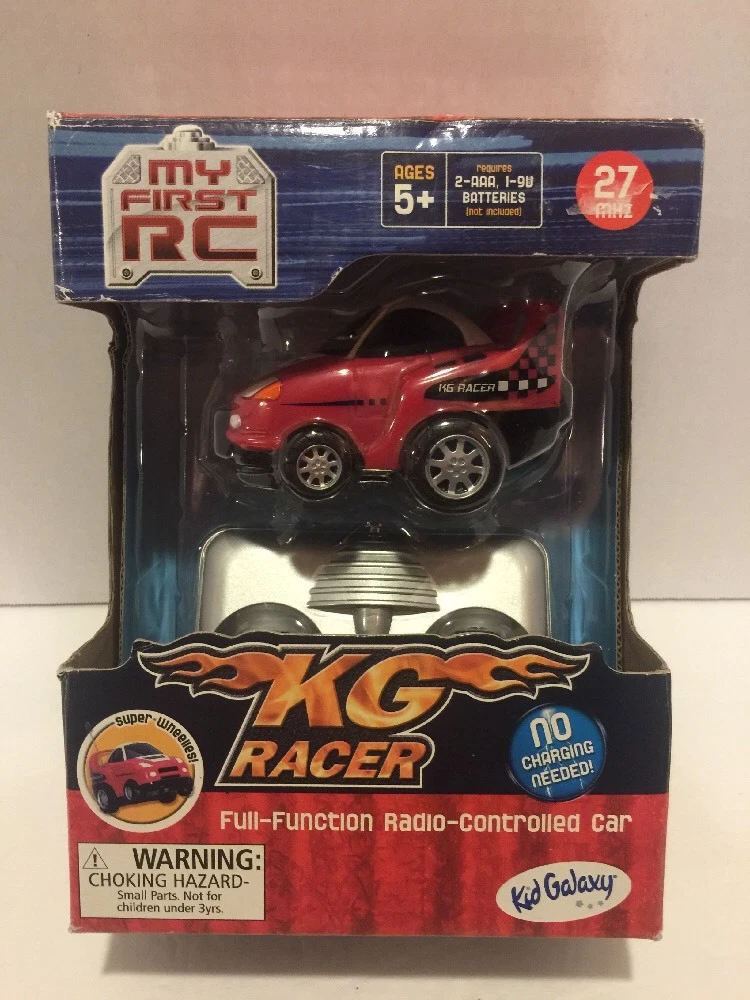 MY
FIRST
RC
AGES
5+
requires
2-AAA, 1-9V
BATTERIES
(not included)
27
MHz
KG RACER
KG
RACER
super-wheelies!
NO
CHARGING
NEEDED!
Full-Function Radio-Controlled Car
WARNING:
CHOKING HAZARD-
Small Parts. Not for
children under 3yrs.
Kid Galaxy